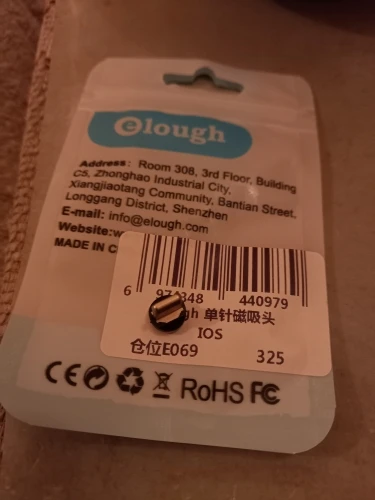 elough
Address: Room 308, 3rd Floor, Building
C5, Zhonghao Industrial City,
Xiangjiaotang Community, Bantian Street,
Longgang District, Shenzhen
E-mail: info@elough.com
Website:
MADE IN
440979
单针磁吸头
IOS
仓位E069 325
CE RoHS FC